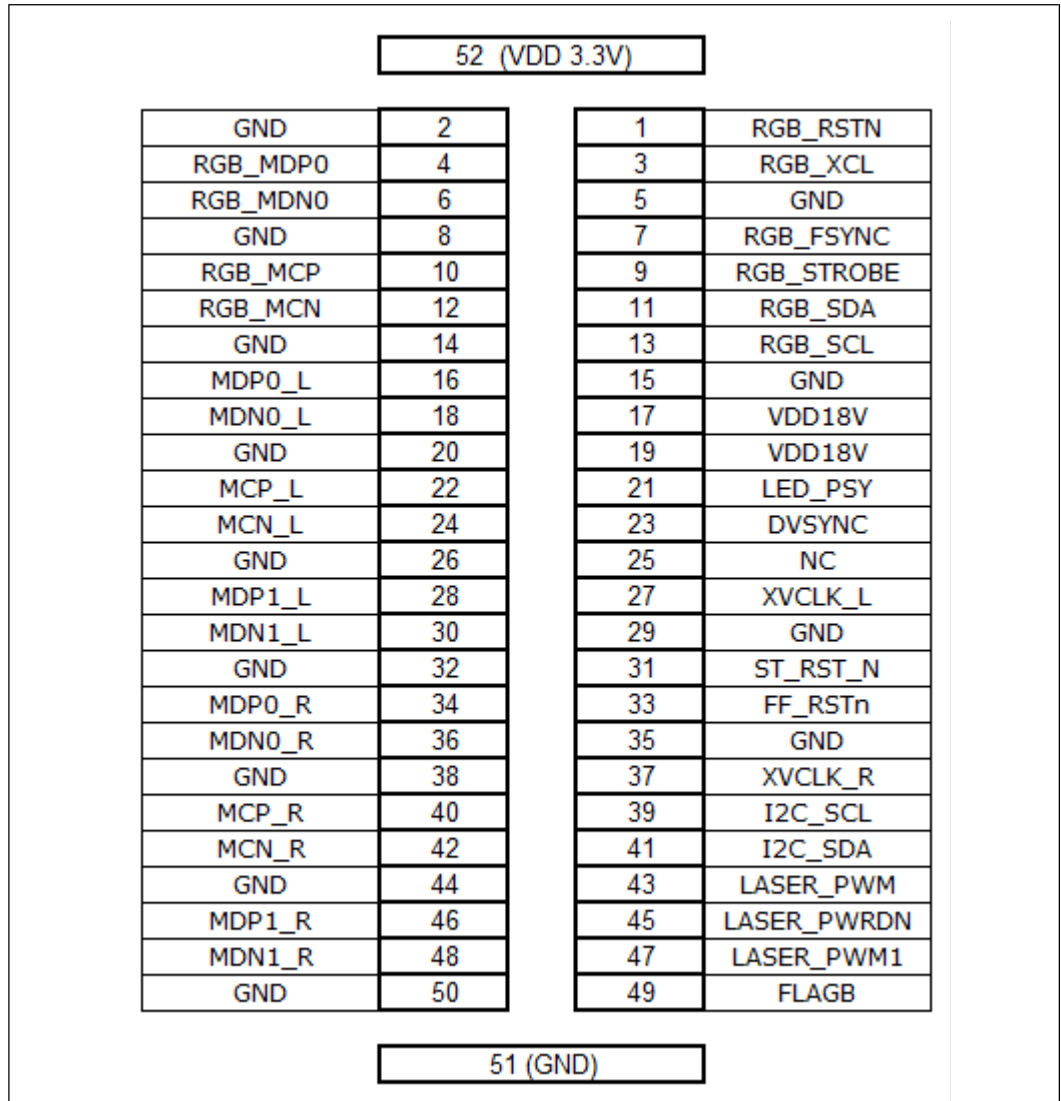 52 (VDD 3.3V)
GND 2 1 RGB_RSTN
RGB_MDP0 4 3 RGB_XCL
RGB_MDN0 6 5 GND
GND 8 7 RGB_FSYNC
RGB_MCP 10 9 RGB_STROBE
RGB_MCN 12 11 RGB_SDA
GND 14 13 RGB_SCL
MDP0_L 16 15 GND
MDN0_L 18 17 VDD18V
GND 20 19 VDD18V
MCP_L 22 21 LED_PSY
MCN_L 24 23 DVSYNC
GND 26 25 NC
MDP1_L 28 27 XVCLK_L
MDN1_L 30 29 GND
GND 32 31 ST_RST_N
MDP0_R 34 33 FF_RSTn
MDN0_R 36 35 GND
GND 38 37 XVCLK_R
MCP_R 40 39 I2C_SCL
MCN_R 42 41 I2C_SDA
GND 44 43 LASER_PWM
MDP1_R 46 45 LASER_PWRDN
MDN1_R 48 47 LASER_PWM1
GND 50 49 FLAGB
51 (GND)